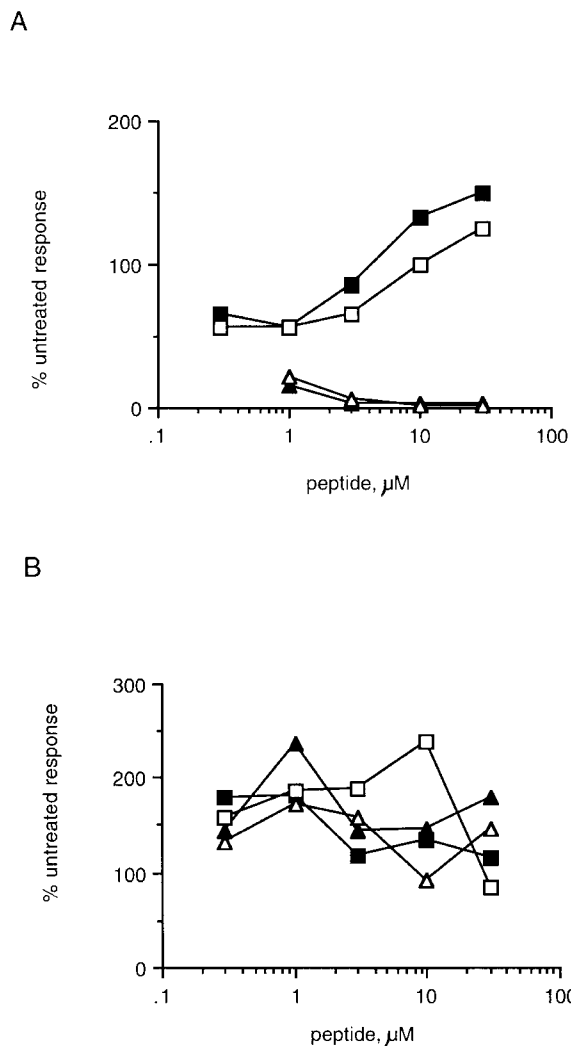 A
% untreated response
200
100
0
.1 1 10 100
peptide, µM
B
% untreated response
300
200
100
0
.1 1 10
peptide, µM